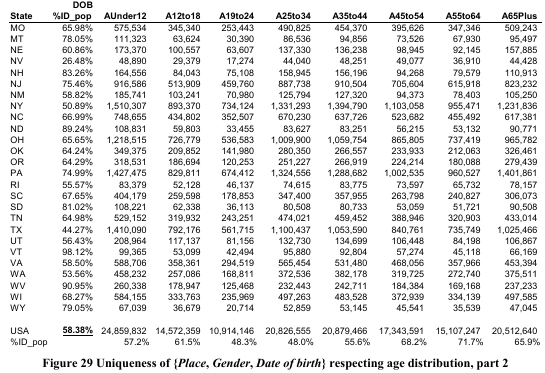 DOB
State %ID_pop AUnder12 A12to18 A19to24 A25to34 A35to44 A45to54 A55to64 A65Plus
MO 65.98% 575,534 345,340 253,443 490,825 454,370 395,626 347,346 509,243
MT 78.05% 111,323 63,624 30,390 86,536 94,856 73,526 67,930 95,497
NE 60.86% 173,370 100,557 63,607 137,330 136,238 98,945 92,145 157,885
NV 26.48% 48,890 29,379 17,274 44,040 48,251 49,077 36,910 44,428
NH 83.26% 164,556 84,043 75,108 158,945 156,196 94,268 79,579 110,913
NJ 75.46% 916,586 513,909 459,760 887,738 910,504 705,604 615,818 823,232
NM 58.82% 185,741 103,241 70,980 125,794 127,320 94,373 78,403 105,250
NY 50.89% 1,510,307 893,370 734,124 1,331,293 1,394,790 1,103,058 955,471 1,231,836
NC 66.99% 748,655 434,802 352,507 670,230 637,726 523,682 455,492 617,381
ND 89.24% 108,831 59,803 33,455 83,627 83,251 56,215 53,132 90,771
OH 65.65% 1,218,515 726,779 536,583 1,009,900 1,059,754 865,805 737,419 965,782
OK 64.24% 349,375 209,852 141,980 280,350 266,557 233,933 212,063 326,461
OR 64.29% 318,531 186,694 120,253 251,227 266,919 224,214 180,088 279,439
PA 74.99% 1,427,475 829,811 674,412 1,324,556 1,288,682 1,002,535 960,527 1,401,861
RI 55.57% 83,379 52,128 46,137 74,615 83,775 73,597 65,732 78,157
SC 67.65% 404,179 259,598 178,853 347,400 357,955 263,798 240,827 306,073
SD 81.02% 108,221 62,338 36,113 80,508 80,733 53,059 51,721 90,508
TN 64.98% 529,152 319,932 243,251 474,021 459,452 388,946 320,903 433,014
TX 44.27% 1,410,090 792,176 561,715 1,100,437 1,053,590 840,761 735,749 1,025,466
UT 56.43% 208,964 117,137 81,156 132,730 134,699 106,448 84,198 106,867
VT 98.12% 99,365 53,099 42,494 95,880 92,804 57,274 45,118 66,169
VA 58.50% 588,706 358,361 294,519 565,454 531,480 468,056 357,966 453,394
WA 53.56% 458,232 257,086 168,811 372,536 382,178 319,725 272,740 375,511
WV 90.95% 260,338 178,947 125,468 232,443 242,711 184,384 169,168 260,727
WI 68.27% 584,155 333,763 235,969 497,263 483,528 372,939 334,139 497,585
WY 79.05% 67,039 36,969 20,714 52,859 53,145 45,541 35,539 47,045
USA 58.38% 24,859,832 14,572,359 10,914,146 20,826,555 20,879,466 17,343,591 15,107,247 20,512,640
%ID_pop 57.2% 61.5% 48.3% 48.0% 55.6% 68.2% 71.7% 65.9%
Figure 29 Uniqueness of {Place, Gender, Date of birth} respecting age distribution, part 2